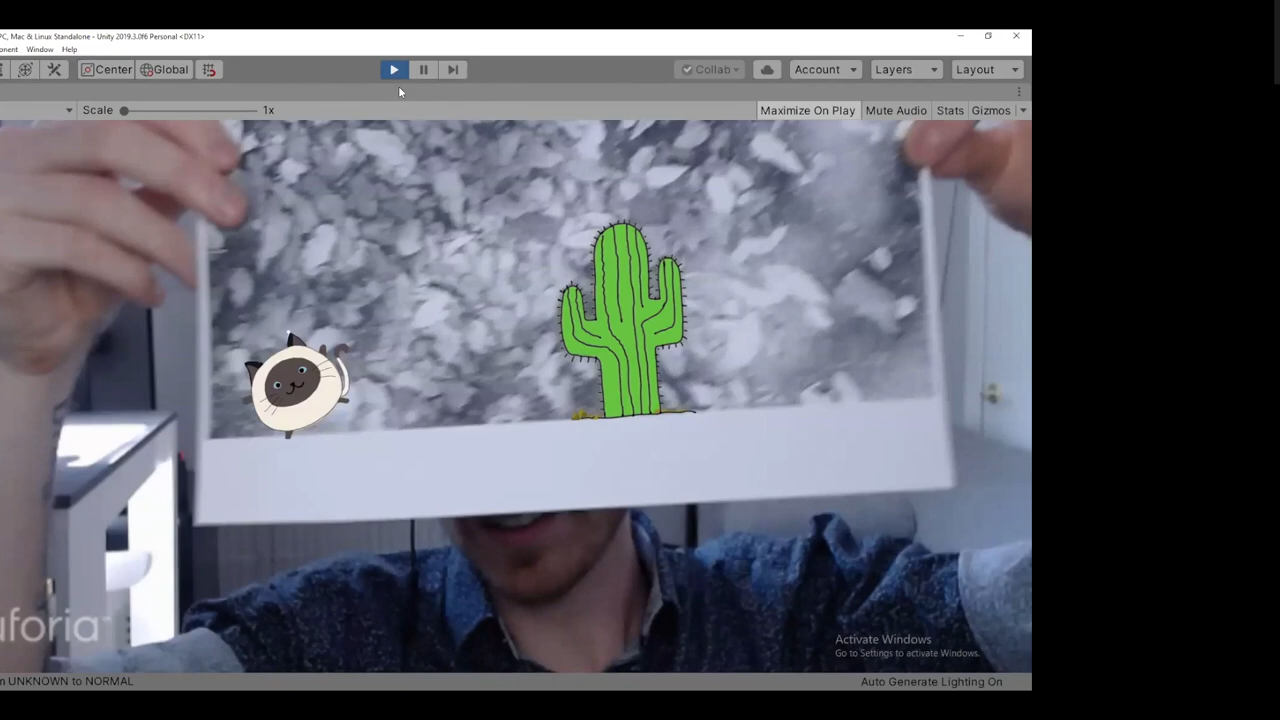 PC, Mac & Linux Standalone - Unity 2019.3.0f6 Personal <DX11>
Window Help
Center Global Collab Account Layers Layout
Scale 1x Maximize On Play Mute Audio Stats Gizmos
Activate Windows
Go to Settings to activate Windows.
UNKNOWN to NORMAL Auto Generate Lighting On